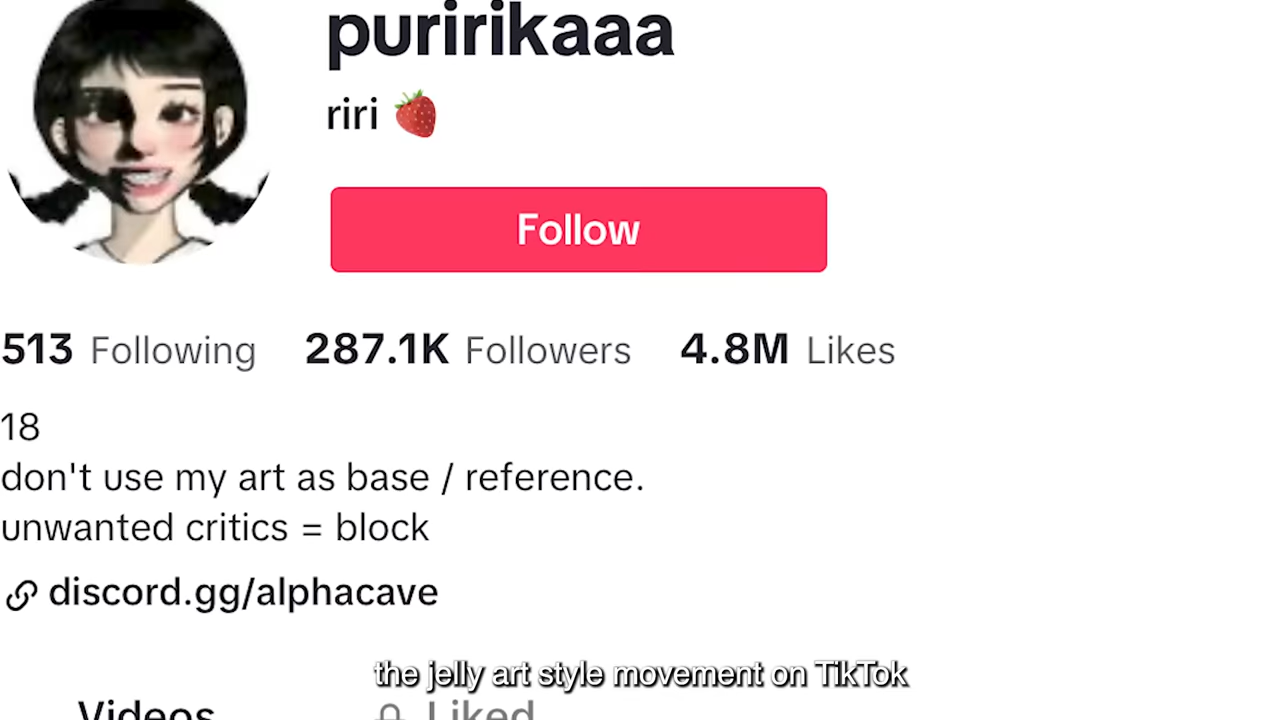 puririkaaa
riri 🍓
Follow
513 Following 287.1K Followers 4.8M Likes
18
don't use my art as base / reference.
unwanted critics = block
discord.gg/alphacave
the jelly art style movement on TikTok
Videos Liked